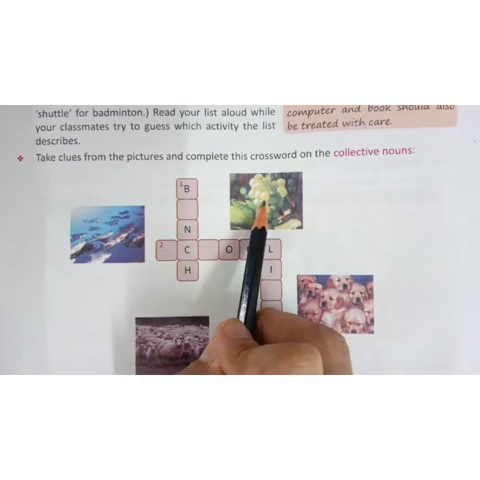 'shuttle' for badminton.) Read your list aloud while
your classmates try to guess which activity the list
describes.
computer and book should also
be treated with care.
❖ Take clues from the pictures and complete this crossword on the collective nouns:
1 B
N
2 C O L
H I